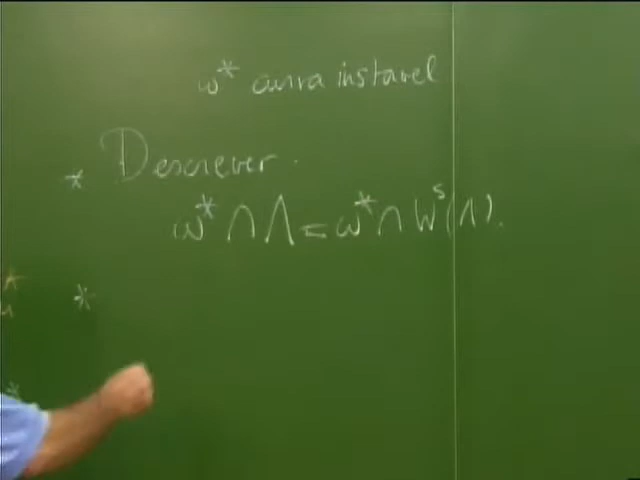 ω* curva instavel
* Descrever.
ω* ∩ Λ = ω* ∩ W^s(Λ).
*